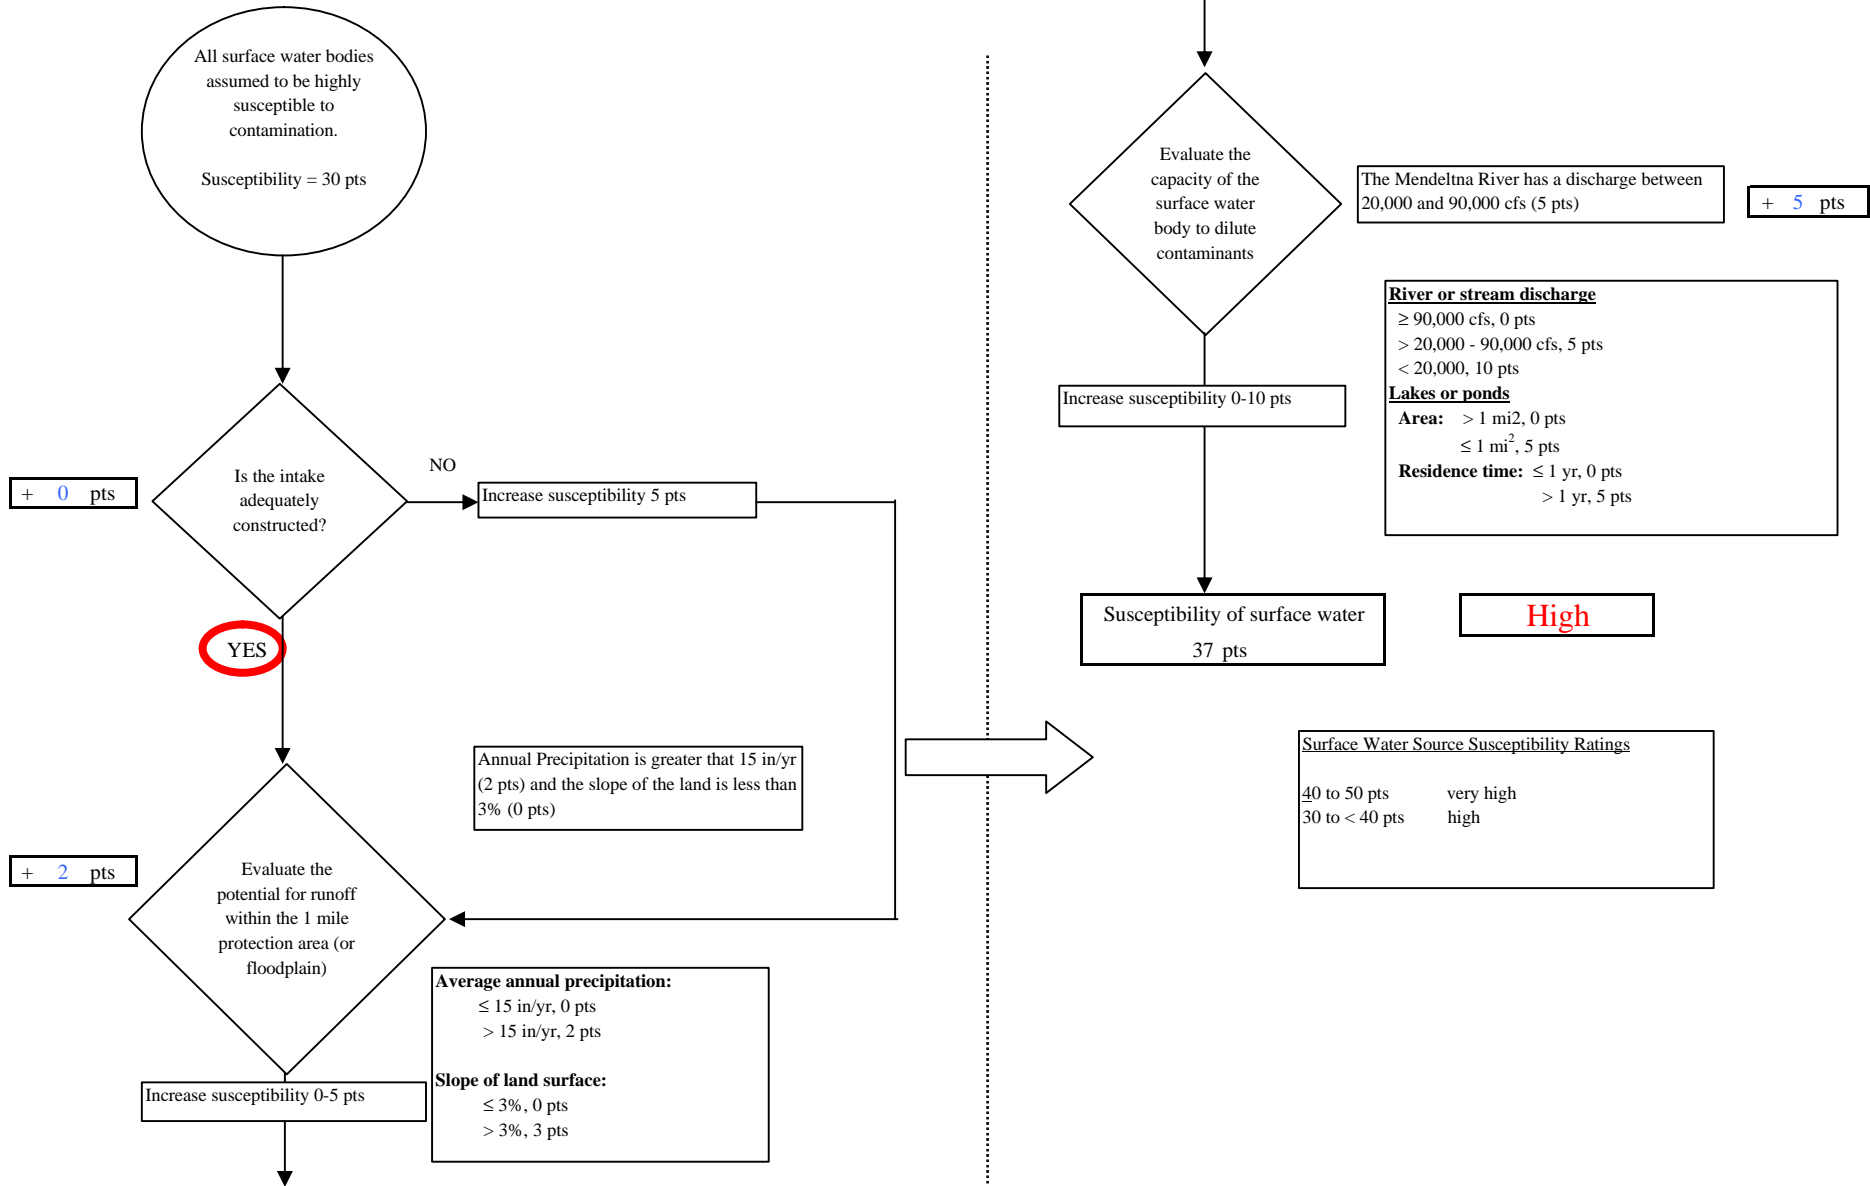 All surface water bodies
assumed to be highly
susceptible to
contamination.
Susceptibility = 30 pts
+ 0 pts
Is the intake
adequately
constructed?
NO
Increase susceptibility 5 pts
YES
Annual Precipitation is greater that 15 in/yr
(2 pts) and the slope of the land is less than
3% (0 pts)
+ 2 pts
Evaluate the
potential for runoff
within the 1 mile
protection area (or
floodplain)
Average annual precipitation:
≤ 15 in/yr, 0 pts
> 15 in/yr, 2 pts
Slope of land surface:
≤ 3%, 0 pts
> 3%, 3 pts
Increase susceptibility 0-5 pts
Evaluate the
capacity of the
surface water
body to dilute
contaminants
The Mendeltna River has a discharge between
20,000 and 90,000 cfs (5 pts)
+ 5 pts
River or stream discharge
≥ 90,000 cfs, 0 pts
> 20,000 - 90,000 cfs, 5 pts
< 20,000, 10 pts
Lakes or ponds
Area: > 1 mi2, 0 pts
≤ 1 mi², 5 pts
Residence time: ≤ 1 yr, 0 pts
> 1 yr, 5 pts
Increase susceptibility 0-10 pts
Susceptibility of surface water
37 pts
High
Surface Water Source Susceptibility Ratings
40 to 50 pts very high
30 to < 40 pts high